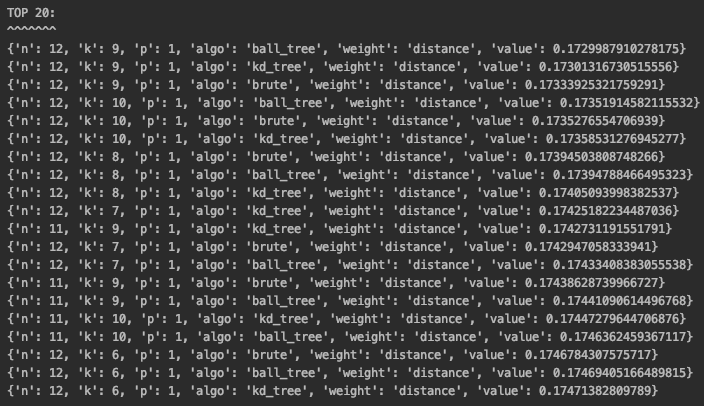 TOP 20:
^^^^^^^
{'n': 12, 'k': 9, 'p': 1, 'algo': 'ball_tree', 'weight': 'distance', 'value': 0.1729987910278175}
{'n': 12, 'k': 9, 'p': 1, 'algo': 'kd_tree', 'weight': 'distance', 'value': 0.17301316730515556}
{'n': 12, 'k': 9, 'p': 1, 'algo': 'brute', 'weight': 'distance', 'value': 0.17333925321759291}
{'n': 12, 'k': 10, 'p': 1, 'algo': 'ball_tree', 'weight': 'distance', 'value': 0.17351914582115532}
{'n': 12, 'k': 10, 'p': 1, 'algo': 'brute', 'weight': 'distance', 'value': 0.1735276554706939}
{'n': 12, 'k': 10, 'p': 1, 'algo': 'kd_tree', 'weight': 'distance', 'value': 0.17358531276945277}
{'n': 12, 'k': 8, 'p': 1, 'algo': 'brute', 'weight': 'distance', 'value': 0.17394503808748266}
{'n': 12, 'k': 8, 'p': 1, 'algo': 'ball_tree', 'weight': 'distance', 'value': 0.17394788466495323}
{'n': 12, 'k': 8, 'p': 1, 'algo': 'kd_tree', 'weight': 'distance', 'value': 0.17405093998382537}
{'n': 12, 'k': 7, 'p': 1, 'algo': 'kd_tree', 'weight': 'distance', 'value': 0.17425182234487036}
{'n': 11, 'k': 9, 'p': 1, 'algo': 'kd_tree', 'weight': 'distance', 'value': 0.1742731191551791}
{'n': 12, 'k': 7, 'p': 1, 'algo': 'brute', 'weight': 'distance', 'value': 0.1742947058333941}
{'n': 12, 'k': 7, 'p': 1, 'algo': 'ball_tree', 'weight': 'distance', 'value': 0.17433408383055538}
{'n': 11, 'k': 9, 'p': 1, 'algo': 'brute', 'weight': 'distance', 'value': 0.17438628739966727}
{'n': 11, 'k': 9, 'p': 1, 'algo': 'ball_tree', 'weight': 'distance', 'value': 0.17441090614496768}
{'n': 11, 'k': 10, 'p': 1, 'algo': 'kd_tree', 'weight': 'distance', 'value': 0.17447279644706876}
{'n': 11, 'k': 10, 'p': 1, 'algo': 'ball_tree', 'weight': 'distance', 'value': 0.1746362459367117}
{'n': 12, 'k': 6, 'p': 1, 'algo': 'brute', 'weight': 'distance', 'value': 0.1746784307575717}
{'n': 12, 'k': 6, 'p': 1, 'algo': 'ball_tree', 'weight': 'distance', 'value': 0.17469405166489815}
{'n': 12, 'k': 6, 'p': 1, 'algo': 'kd_tree', 'weight': 'distance', 'value': 0.17471382809789}